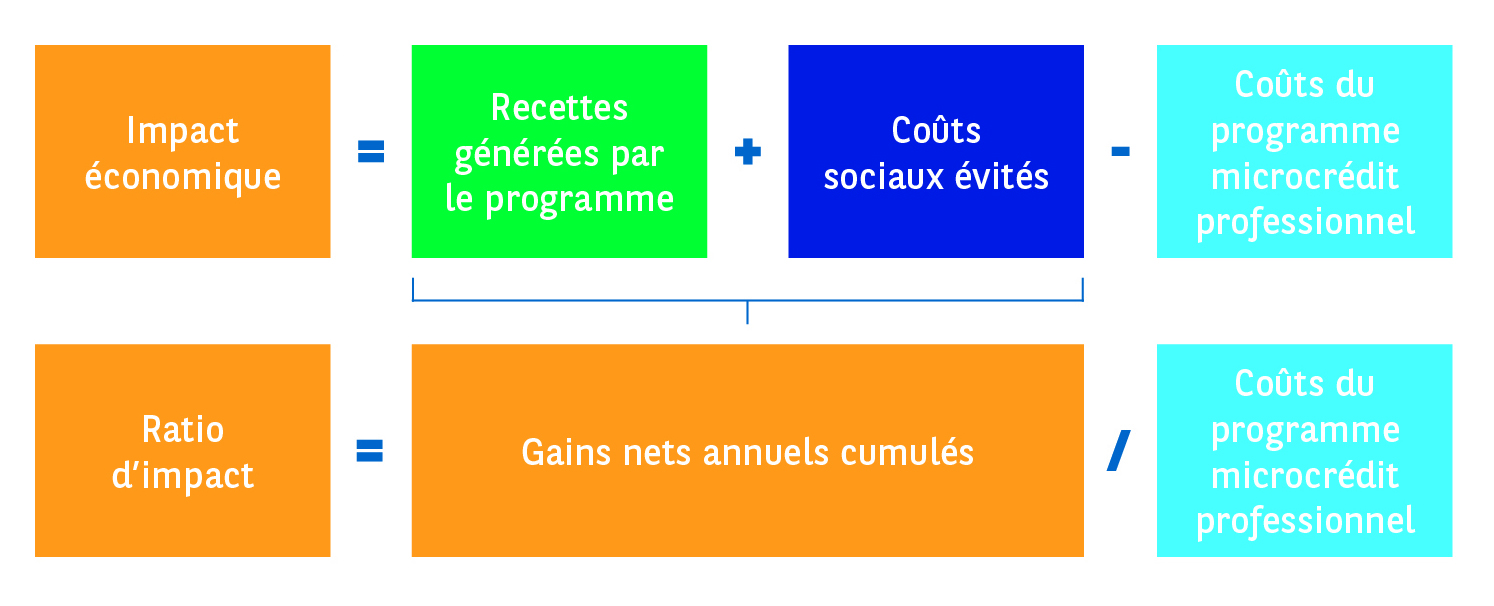 Impact
économique
=
Recettes
générées par
le programme
+
Coûts
sociaux évités
-
Coûts du
programme
microcrédit
professionnel
Ratio
d'impact
=
Gains nets annuels cumulés
/
Coûts du
programme
microcrédit
professionnel